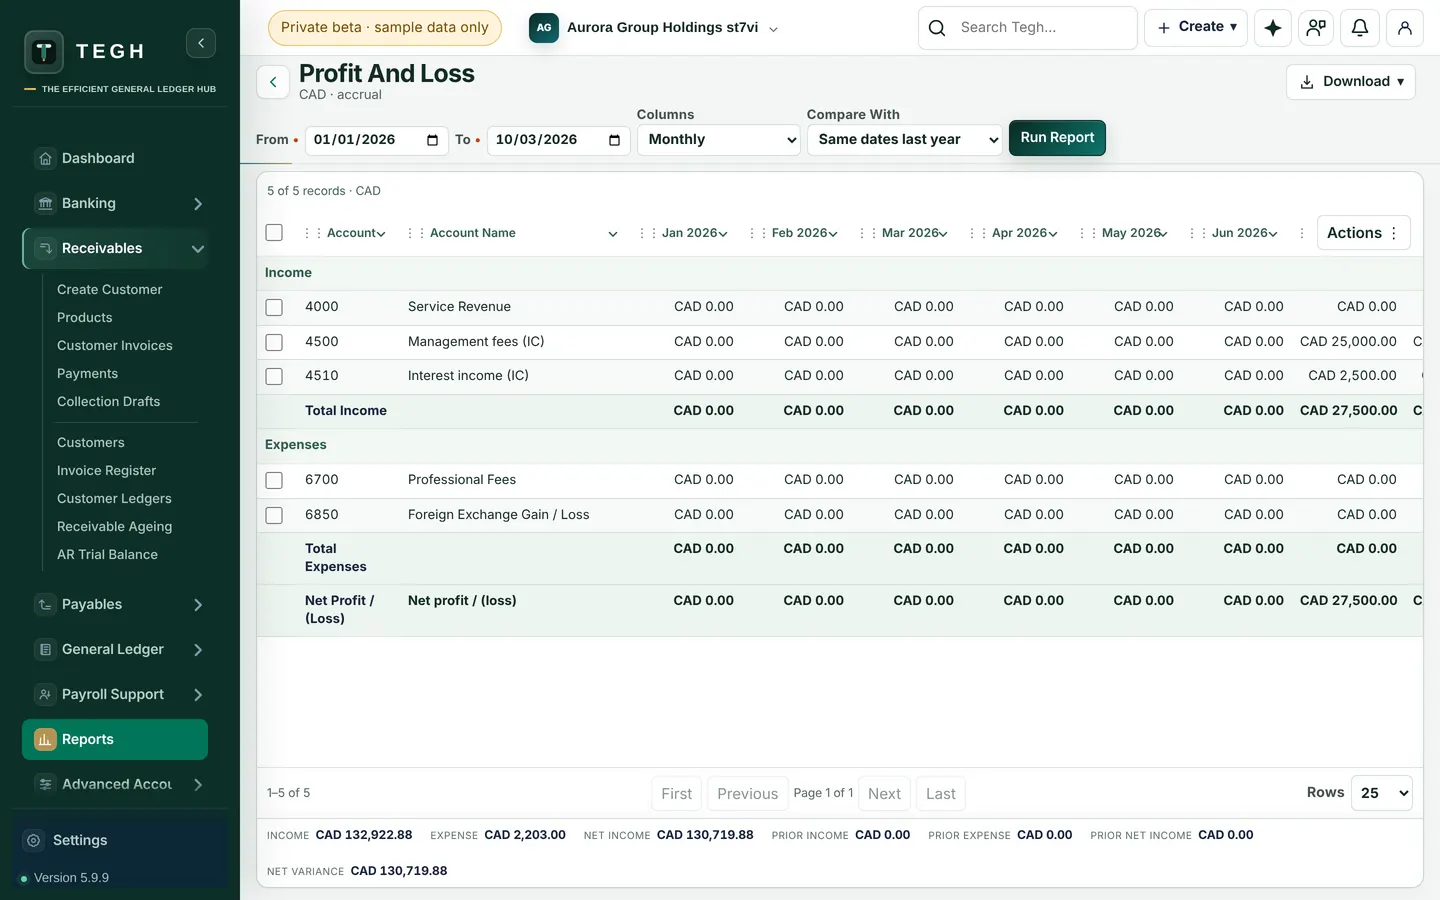 Private beta · sample data only
AG
Aurora Group Holdings st7vi
Search Tegh...
Create
T
TEGH
THE EFFICIENT GENERAL LEDGER HUB
Dashboard
Banking
Receivables
Create Customer
Products
Customer Invoices
Payments
Collection Drafts
Customers
Invoice Register
Customer Ledgers
Receivable Ageing
AR Trial Balance
Payables
General Ledger
Payroll Support
Reports
Advanced Accou
Settings
Version 5.9.9
Profit And Loss
CAD · accrual
Download
From • 01/01/2026 To • 10/03/2026
Columns
Monthly
Compare With
Same dates last year
Run Report
5 of 5 records · CAD
Account Account Name Jan 2026 Feb 2026 Mar 2026 Apr 2026 May 2026 Jun 2026 Actions
Income
4000 Service Revenue CAD 0.00 CAD 0.00 CAD 0.00 CAD 0.00 CAD 0.00 CAD 0.00 CAD 0.00
4500 Management fees (IC) CAD 0.00 CAD 0.00 CAD 0.00 CAD 0.00 CAD 0.00 CAD 0.00 CAD 25,000.00 C
4510 Interest income (IC) CAD 0.00 CAD 0.00 CAD 0.00 CAD 0.00 CAD 0.00 CAD 0.00 CAD 2,500.00
Total Income CAD 0.00 CAD 0.00 CAD 0.00 CAD 0.00 CAD 0.00 CAD 0.00 CAD 27,500.00 C
Expenses
6700 Professional Fees CAD 0.00 CAD 0.00 CAD 0.00 CAD 0.00 CAD 0.00 CAD 0.00 CAD 0.00
6850 Foreign Exchange Gain / Loss CAD 0.00 CAD 0.00 CAD 0.00 CAD 0.00 CAD 0.00 CAD 0.00 CAD 0.00
Total Expenses CAD 0.00 CAD 0.00 CAD 0.00 CAD 0.00 CAD 0.00 CAD 0.00 CAD 0.00
Net Profit / (Loss) Net profit / (loss) CAD 0.00 CAD 0.00 CAD 0.00 CAD 0.00 CAD 0.00 CAD 0.00 CAD 27,500.00 C
1–5 of 5
First Previous Page 1 of 1 Next Last
Rows 25
INCOME CAD 132,922.88 EXPENSE CAD 2,203.00 NET INCOME CAD 130,719.88 PRIOR INCOME CAD 0.00 PRIOR EXPENSE CAD 0.00 PRIOR NET INCOME CAD 0.00
NET VARIANCE CAD 130,719.88